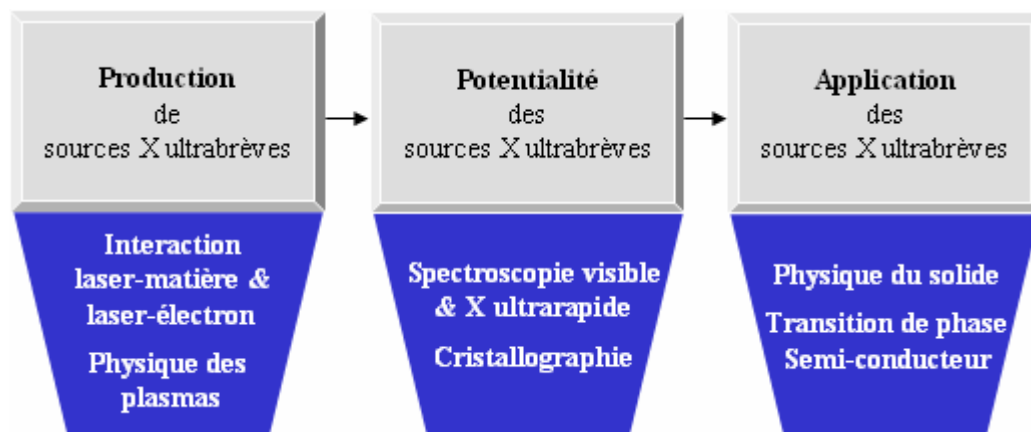 Production
de
sources X ultrabrèves
Potentialité
des
sources X ultrabrèves
Application
des
sources X ultrabrèves
Interaction
laser-matière &
laser-électron
Physique des
plasmas
Spectroscopie visible
& X ultrarapide
Cristallographie
Physique du solide
Transition de phase
Semi-conducteur